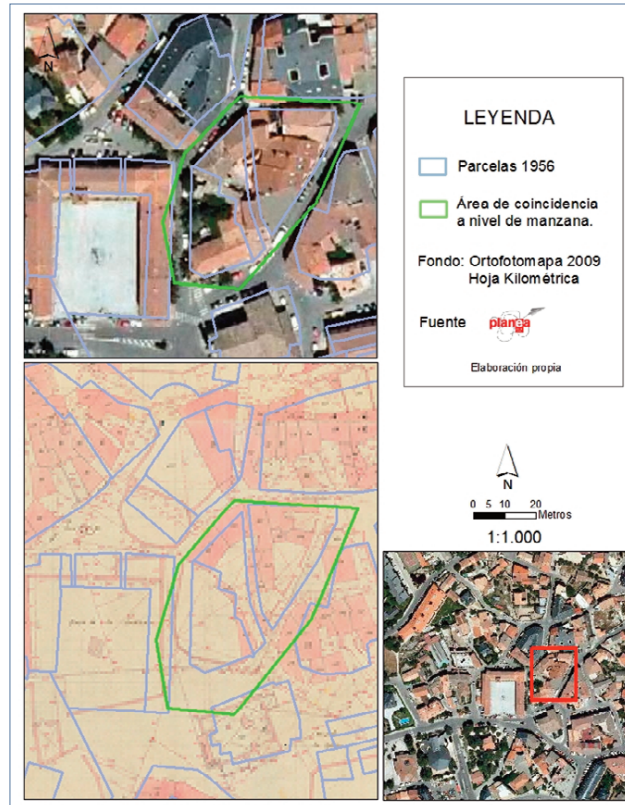 N
LEYENDA
Parcelas 1956
Área de coincidencia
a nivel de manzana.
Fondo: Ortofotomapa 2009
Hoja Kilométrica
Fuente planea
Elaboración propia
N
0 5 10 20
Metros
1:1.000